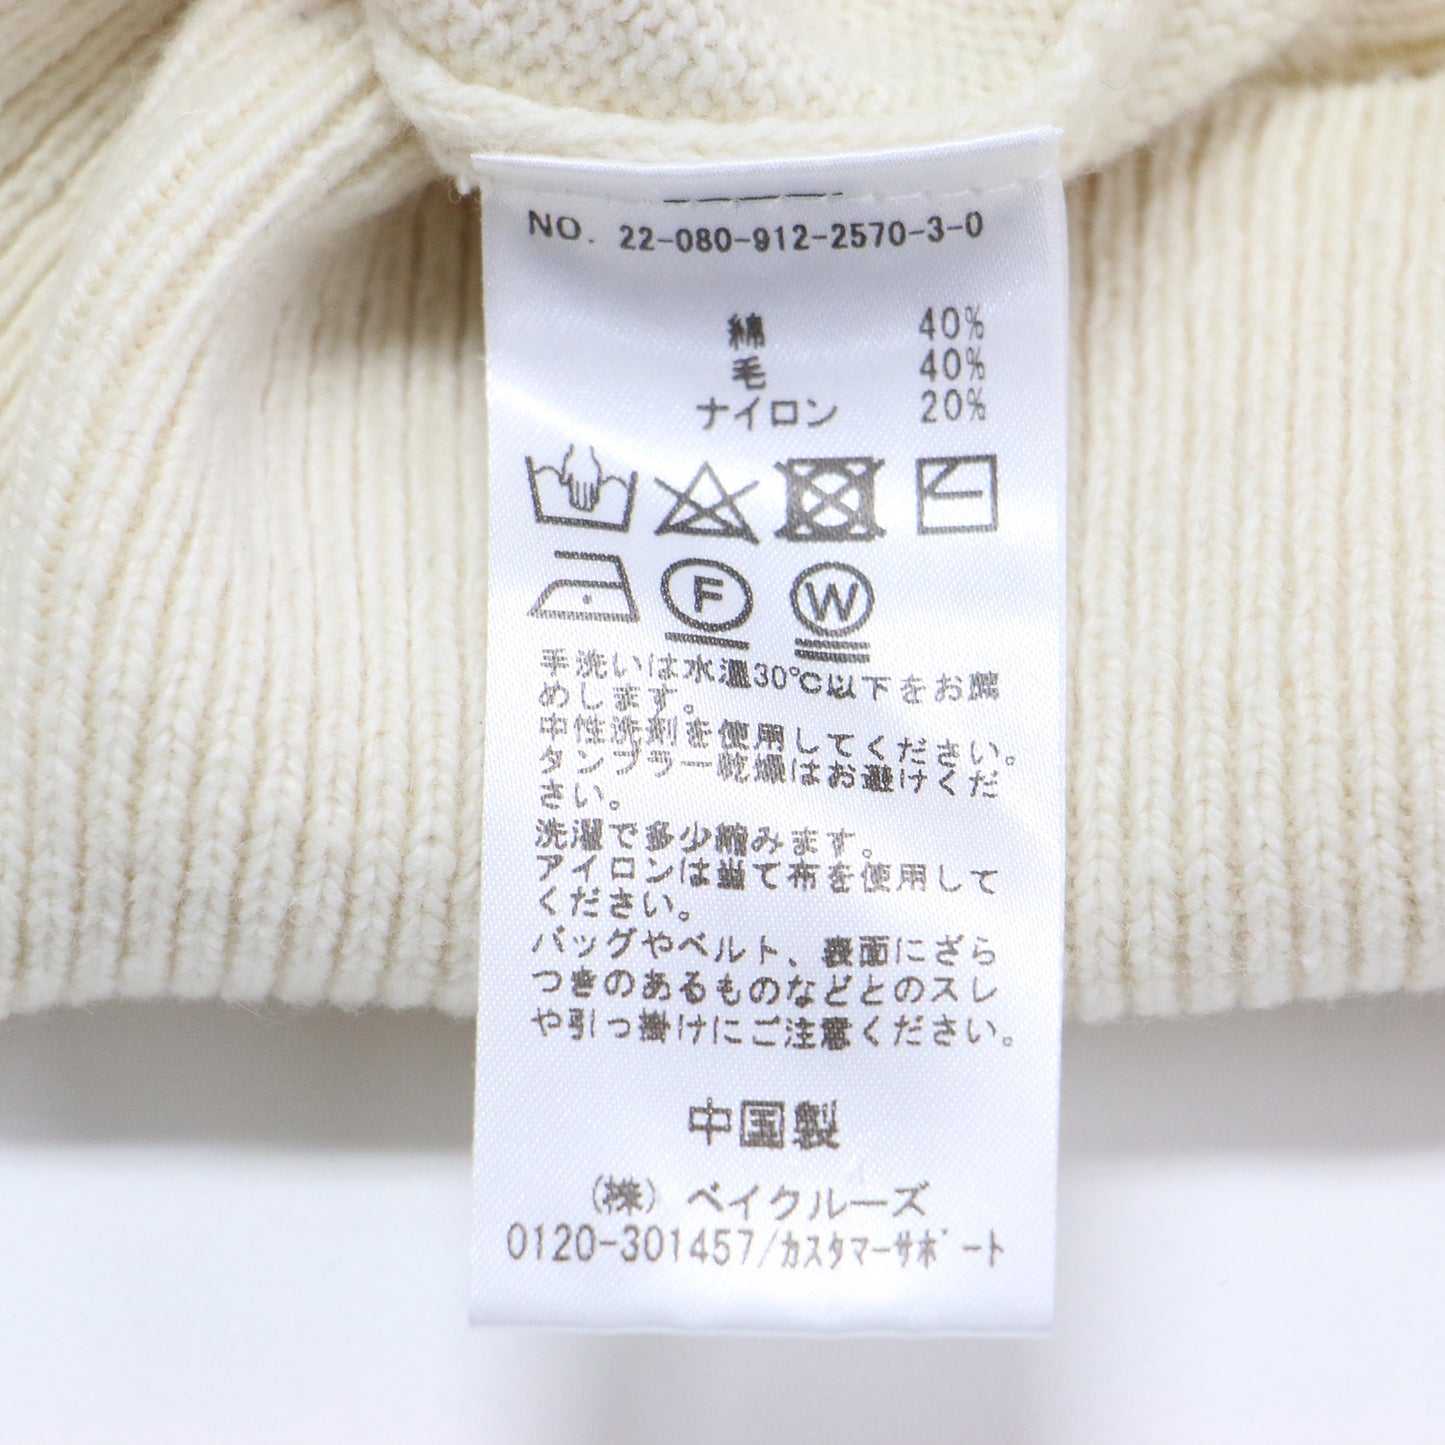 NO. 22-080-912-2570-3-0
綿 40%
毛 40%
ナイロン 20%
F W
手洗いは水温30℃以下をお薦
めします。
中性洗剤を使用してください。
タンブラー乾燥はお避けくだ
さい。
洗濯で多少縮みます。
アイロンは当て布を使用して
ください。
バッグやベルト、表面にざら
つきのあるものなどとのスレ
や引っ掛けにご注意ください。
中国製
(株) ベイクルーズ
0120-301457/カスタマーサポート